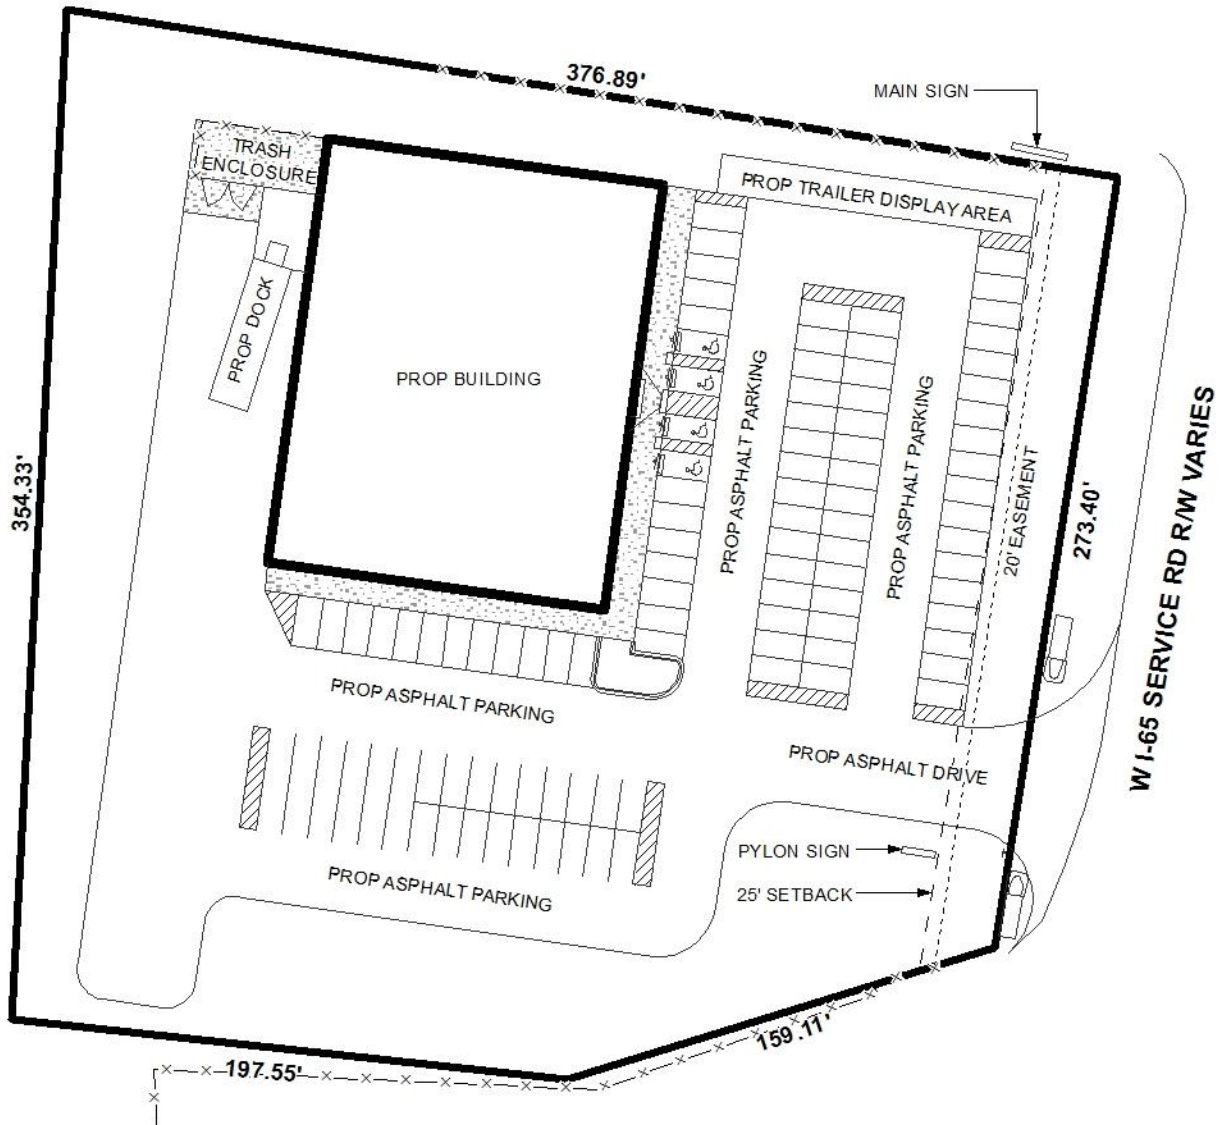 376.89'
MAIN SIGN
TRASH
ENCLOSURE
PROP TRAILER DISPLAY AREA
PROP DOCK
PROP BUILDING
PROP ASPHALT PARKING
PROP ASPHALT PARKING
20' EASEMENT
273.40'
W I-65 SERVICE RD R/W VARIES
354.33'
PROP ASPHALT PARKING
PROP ASPHALT DRIVE
PYLON SIGN
25' SETBACK
PROP ASPHALT PARKING
159.11'
197.55'